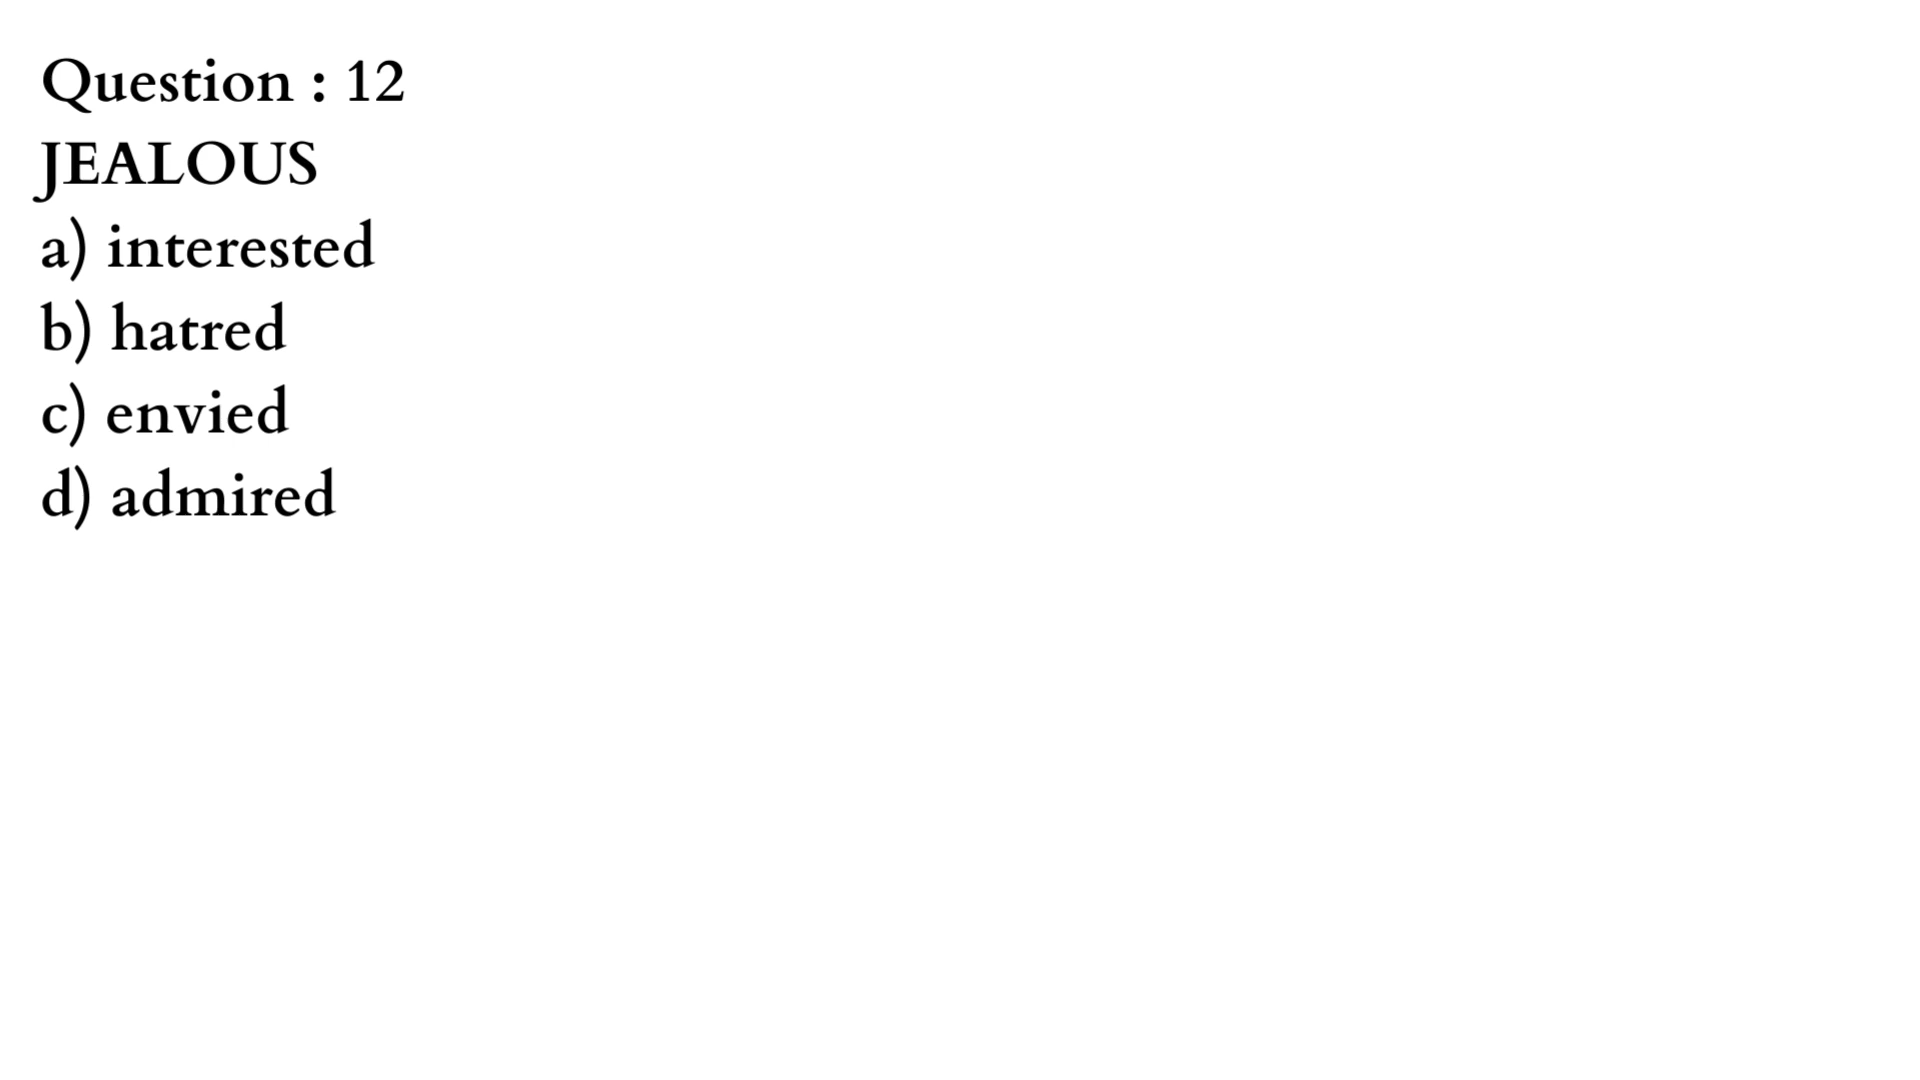 Question : 12
JEALOUS
a) interested
b) hatred
c) envied
d) admired